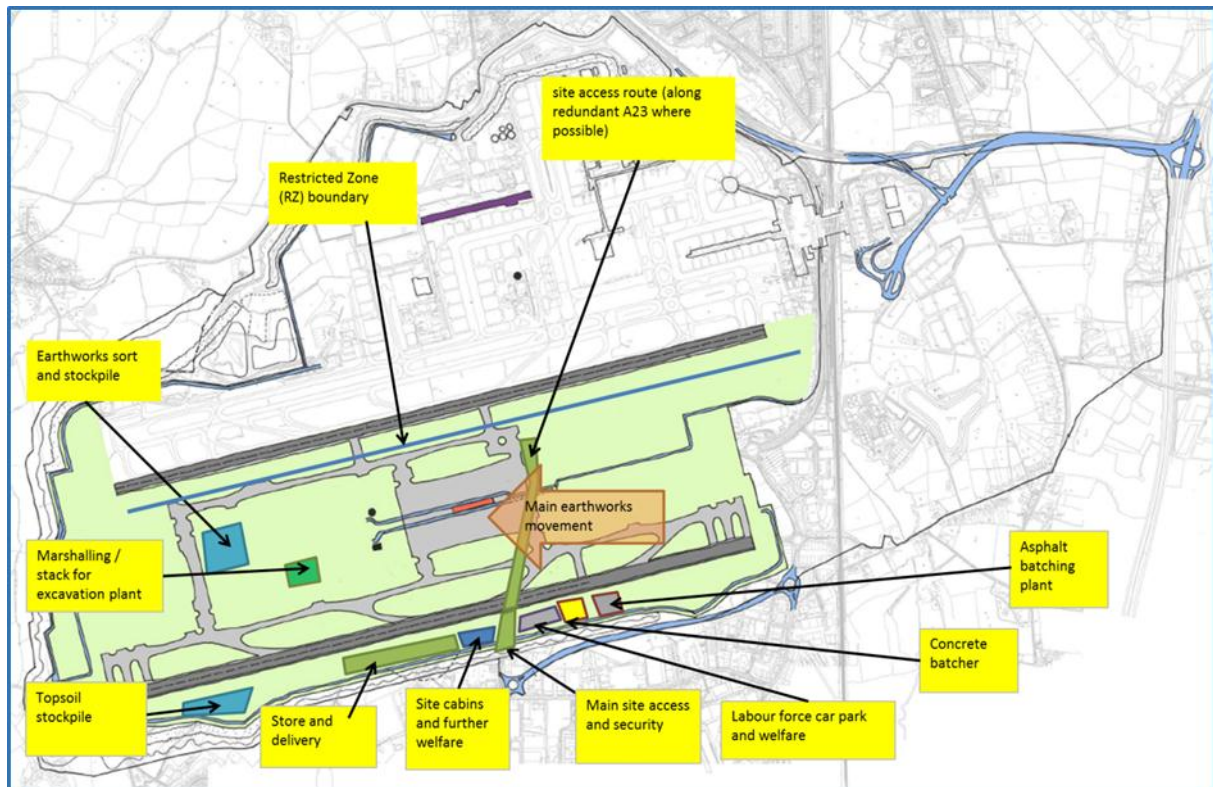 site access route (along
redundant A23 where
possible)
Restricted Zone
(RZ) boundary
Earthworks sort
and stockpile
Main earthworks
movement
Marshalling /
stack for
excavation plant
Asphalt
batching
plant
Concrete
batcher
Topsoil
stockpile
Store and
delivery
Site cabins
and further
welfare
Main site access
and security
Labour force car park
and welfare